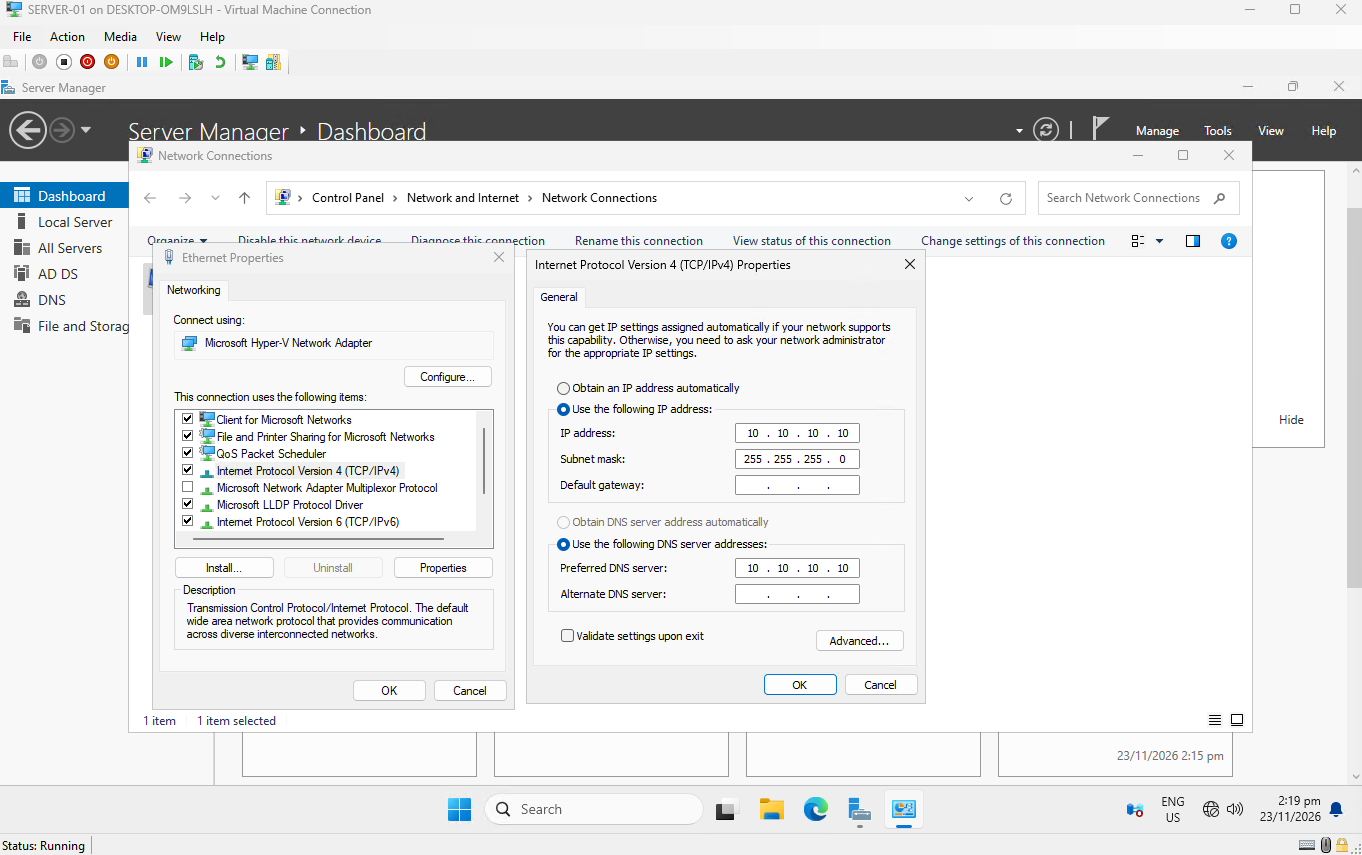 SERVER-01 on DESKTOP-OM9LSLH - Virtual Machine Connection
File Action Media View Help
Server Manager
Server Manager Dashboard
Manage Tools View Help
Network Connections
Control Panel Network and Internet Network Connections
Search Network Connections
Organize Disable this network device Diagnose this connection Rename this connection View status of this connection Change settings of this connection
Dashboard
Local Server
All Servers
AD DS
DNS
File and Storag
Ethernet Properties
Networking
Connect using:
Microsoft Hyper-V Network Adapter
Configure...
This connection uses the following items:
Client for Microsoft Networks
File and Printer Sharing for Microsoft Networks
QoS Packet Scheduler
Internet Protocol Version 4 (TCP/IPv4)
Microsoft Network Adapter Multiplexor Protocol
Microsoft LLDP Protocol Driver
Internet Protocol Version 6 (TCP/IPv6)
Install... Uninstall Properties
Description
Transmission Control Protocol/Internet Protocol. The default
wide area network protocol that provides communication
across diverse interconnected networks.
OK Cancel
Internet Protocol Version 4 (TCP/IPv4) Properties
General
You can get IP settings assigned automatically if your network supports
this capability. Otherwise, you need to ask your network administrator
for the appropriate IP settings.
Obtain an IP address automatically
Use the following IP address:
IP address: 10 . 10 . 10 . 10
Subnet mask: 255 . 255 . 255 . 0
Default gateway: . . .
Obtain DNS server address automatically
Use the following DNS server addresses:
Preferred DNS server: 10 . 10 . 10 . 10
Alternate DNS server: . . .
Validate settings upon exit
Advanced...
OK Cancel
Hide
1 item 1 item selected
23/11/2026 2:15 pm
Search
ENG
US
2:19 pm
23/11/2026
Status: Running